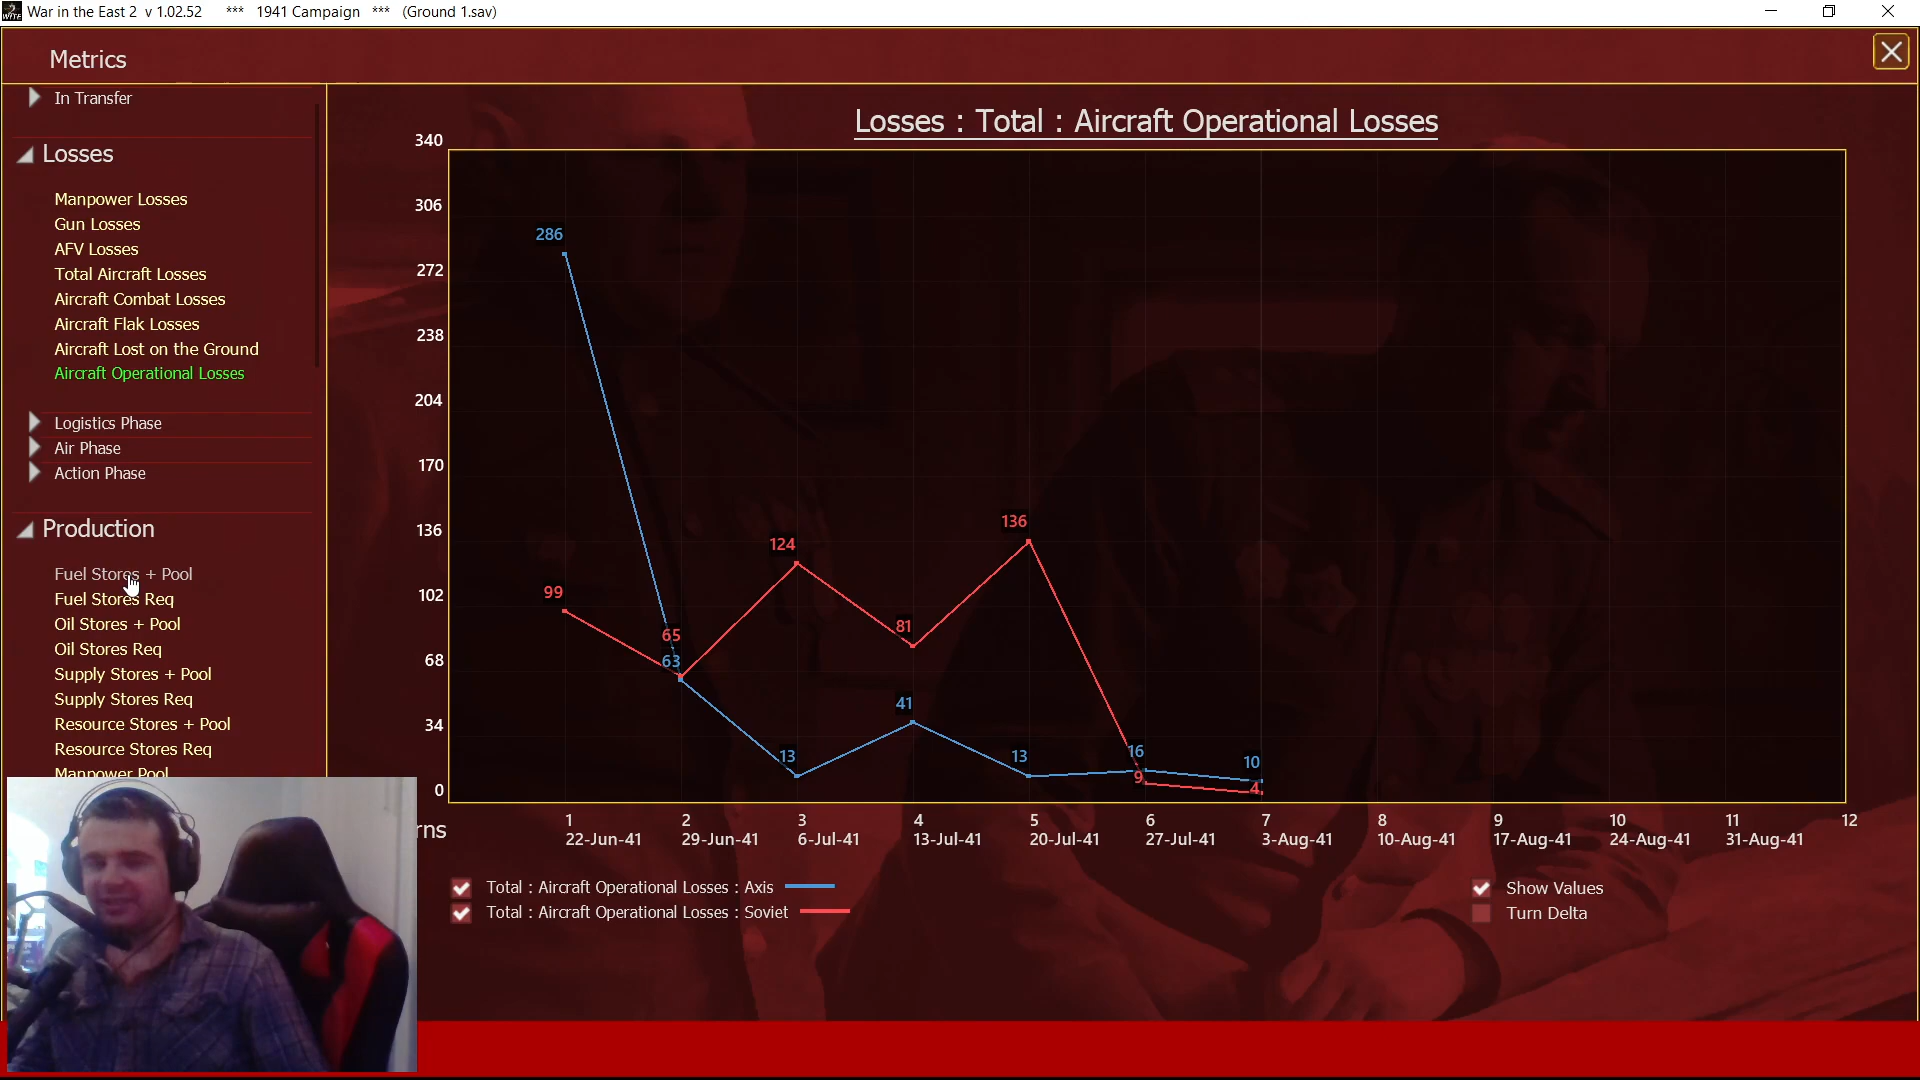 War in the East 2 v 1.02.52 *** 1941 Campaign *** (Ground 1.sav)
Metrics
In Transfer
Losses
Manpower Losses
Gun Losses
AFV Losses
Total Aircraft Losses
Aircraft Combat Losses
Aircraft Flak Losses
Aircraft Lost on the Ground
Aircraft Operational Losses
Logistics Phase
Air Phase
Action Phase
Production
Fuel Stores + Pool
Fuel Stores Req
Oil Stores + Pool
Oil Stores Req
Supply Stores + Pool
Supply Stores Req
Resource Stores + Pool
Resource Stores Req
Manpower Pool
Losses : Total : Aircraft Operational Losses
340
306
272
238
204
170
136
102
68
34
0
286
99
65
63
124
13
81
41
136
13
16
9
10
4
rns
1 2 3 4 5 6 7 8 9 10 11 12
22-Jun-41 29-Jun-41 6-Jul-41 13-Jul-41 20-Jul-41 27-Jul-41 3-Aug-41 10-Aug-41 17-Aug-41 24-Aug-41 31-Aug-41
Total : Aircraft Operational Losses : Axis
Total : Aircraft Operational Losses : Soviet
Show Values
Turn Delta